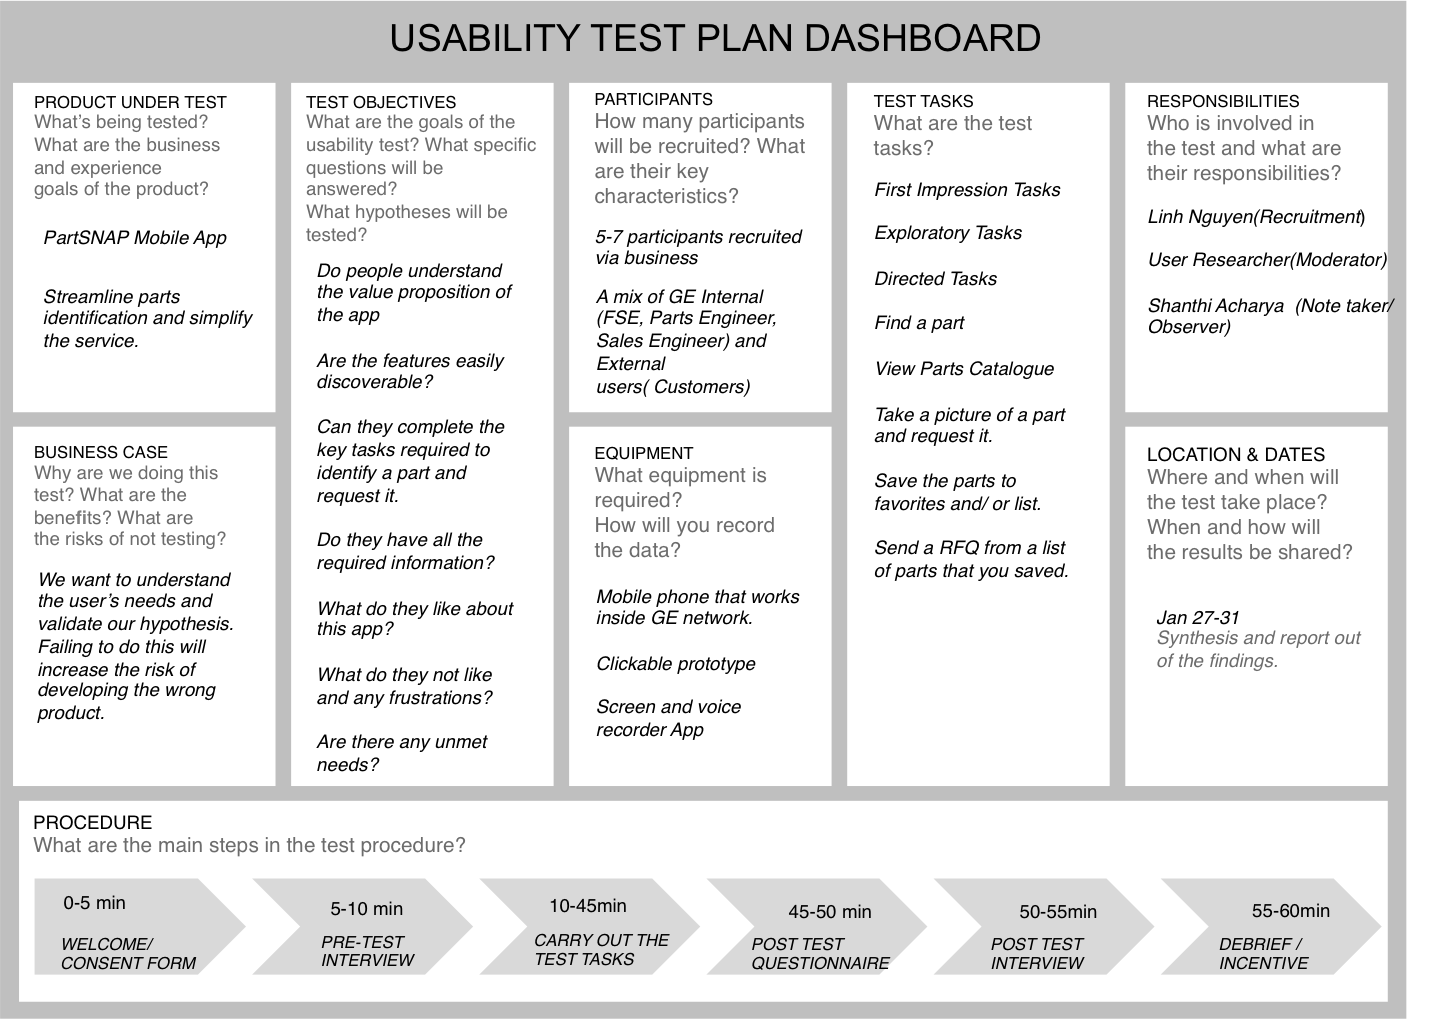 USABILITY TEST PLAN DASHBOARD
PRODUCT UNDER TEST
What's being tested?
What are the business
and experience
goals of the product?
PartSNAP Mobile App
Streamline parts
identification and simplify
the service.
BUSINESS CASE
Why are we doing this
test? What are the
benefits? What are
the risks of not testing?
We want to understand
the user's needs and
validate our hypothesis.
Failing to do this will
increase the risk of
developing the wrong
product.
TEST OBJECTIVES
What are the goals of the
usability test? What specific
questions will be
answered?
What hypotheses will be
tested?
Do people understand
the value proposition of
the app
Are the features easily
discoverable?
Can they complete the
key tasks required to
identify a part and
request it.
Do they have all the
required information?
What do they like about
this app?
What do they not like
and any frustrations?
Are there any unmet
needs?
PARTICIPANTS
How many participants
will be recruited? What
are their key
characteristics?
5-7 participants recruited
via business
A mix of GE Internal
(FSE, Parts Engineer,
Sales Engineer) and
External
users( Customers)
EQUIPMENT
What equipment is
required?
How will you record
the data?
Mobile phone that works
inside GE network.
Clickable prototype
Screen and voice
recorder App
TEST TASKS
What are the test
tasks?
First Impression Tasks
Exploratory Tasks
Directed Tasks
Find a part
View Parts Catalogue
Take a picture of a part
and request it.
Save the parts to
favorites and/ or list.
Send a RFQ from a list
of parts that you saved.
RESPONSIBILITIES
Who is involved in
the test and what are
their responsibilities?
Linh Nguyen(Recruitment)
User Researcher(Moderator)
Shanthi Acharya  (Note taker/
Observer)
LOCATION & DATES
Where and when will
the test take place?
When and how will
the results be shared?
Jan 27-31
Synthesis and report out
of the findings.
PROCEDURE
What are the main steps in the test procedure?
0-5 min
WELCOME/
CONSENT FORM
5-10 min
PRE-TEST
INTERVIEW
10-45min
CARRY OUT THE
TEST TASKS
45-50 min
POST TEST
QUESTIONNAIRE
50-55min
POST TEST
INTERVIEW
55-60min
DEBRIEF /
INCENTIVE